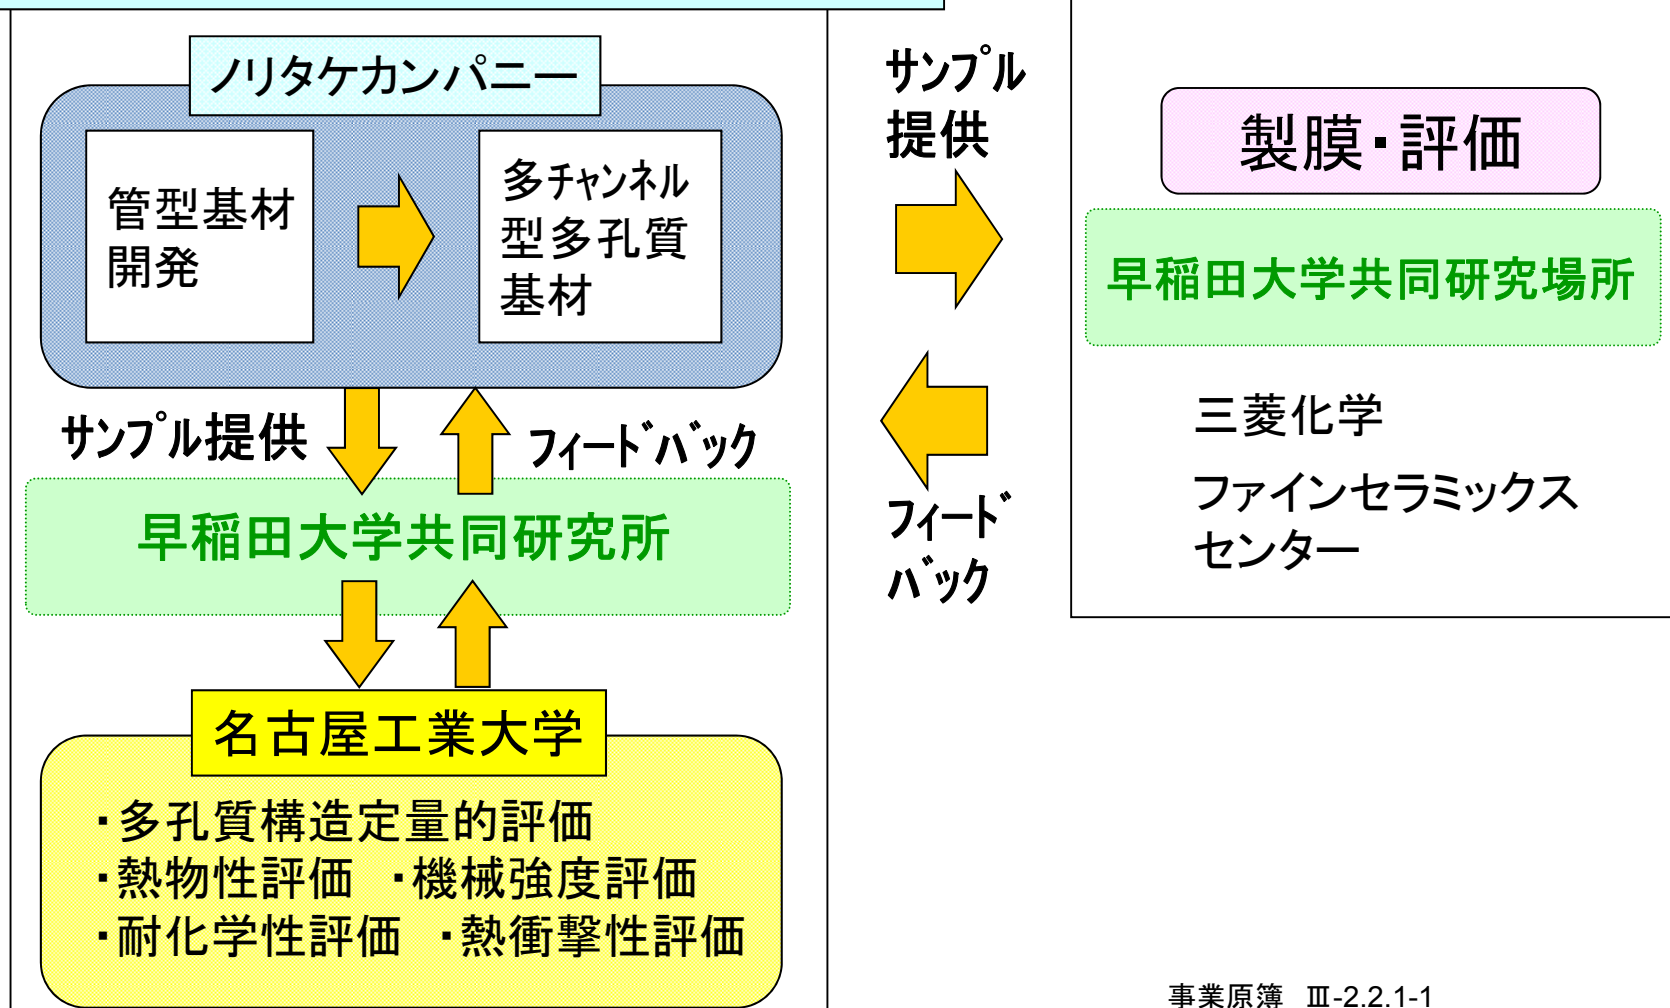 ノリタケカンパニー
管型基材
開発
多チャンネル
型多孔質
基材
サンプル提供
フィードバック
早稲田大学共同研究所
名古屋工業大学
・多孔質構造定量的評価
・熱物性評価 ・機械強度評価
・耐化学性評価 ・熱衝撃性評価
サンプル
提供
フィード
バック
製膜・評価
早稲田大学共同研究場所
三菱化学
ファインセラミックス
センター
事業原簿 Ⅲ-2.2.1-1